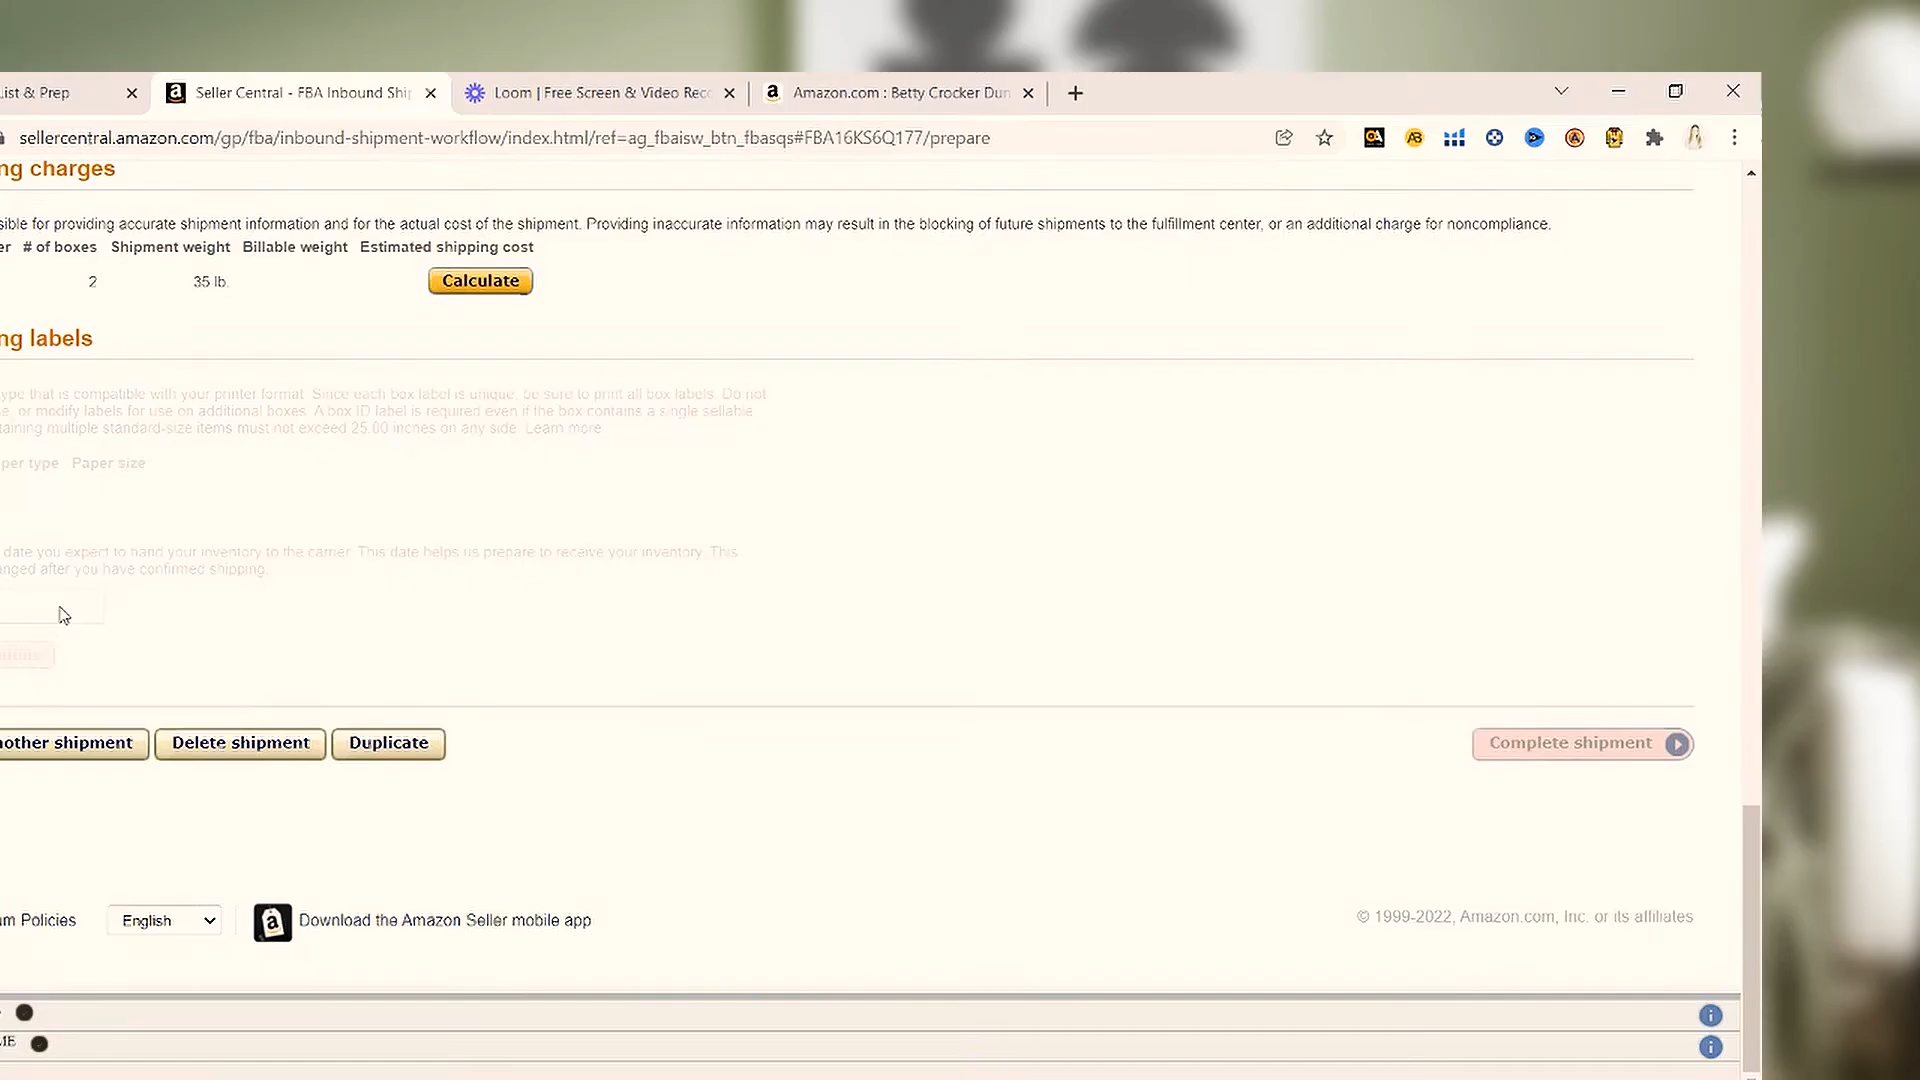 List & Prep
Seller Central - FBA Inbound Shi
Loom | Free Screen & Video Rec
Amazon.com : Betty Crocker Dun
sellercentral.amazon.com/gp/fba/inbound-shipment-workflow/index.html/ref=ag_fbaisw_btn_fbasqs#FBA16KS6Q177/prepare
ng charges
sible for providing accurate shipment information and for the actual cost of the shipment. Providing inaccurate information may result in the blocking of future shipments to the fulfillment center, or an additional charge for noncompliance.
er # of boxes Shipment weight Billable weight Estimated shipping cost
2 35 lb. Calculate
ng labels
ype that is compatible with your printer format. Since each box label is unique, be sure to print all box labels. Do not
e, or modify labels for use on additional boxes. A box ID label is required even if the box contains a single sellable
taining multiple standard-size items must not exceed 25.00 inches on any side. Learn more
per type Paper size
date you expect to hand your inventory to the carrier. This date helps us prepare to receive your inventory. This
anged after you have confirmed shipping.
nother shipment Delete shipment Duplicate Complete shipment
am Policies English Download the Amazon Seller mobile app © 1999-2022, Amazon.com, Inc. or its affiliates
ME